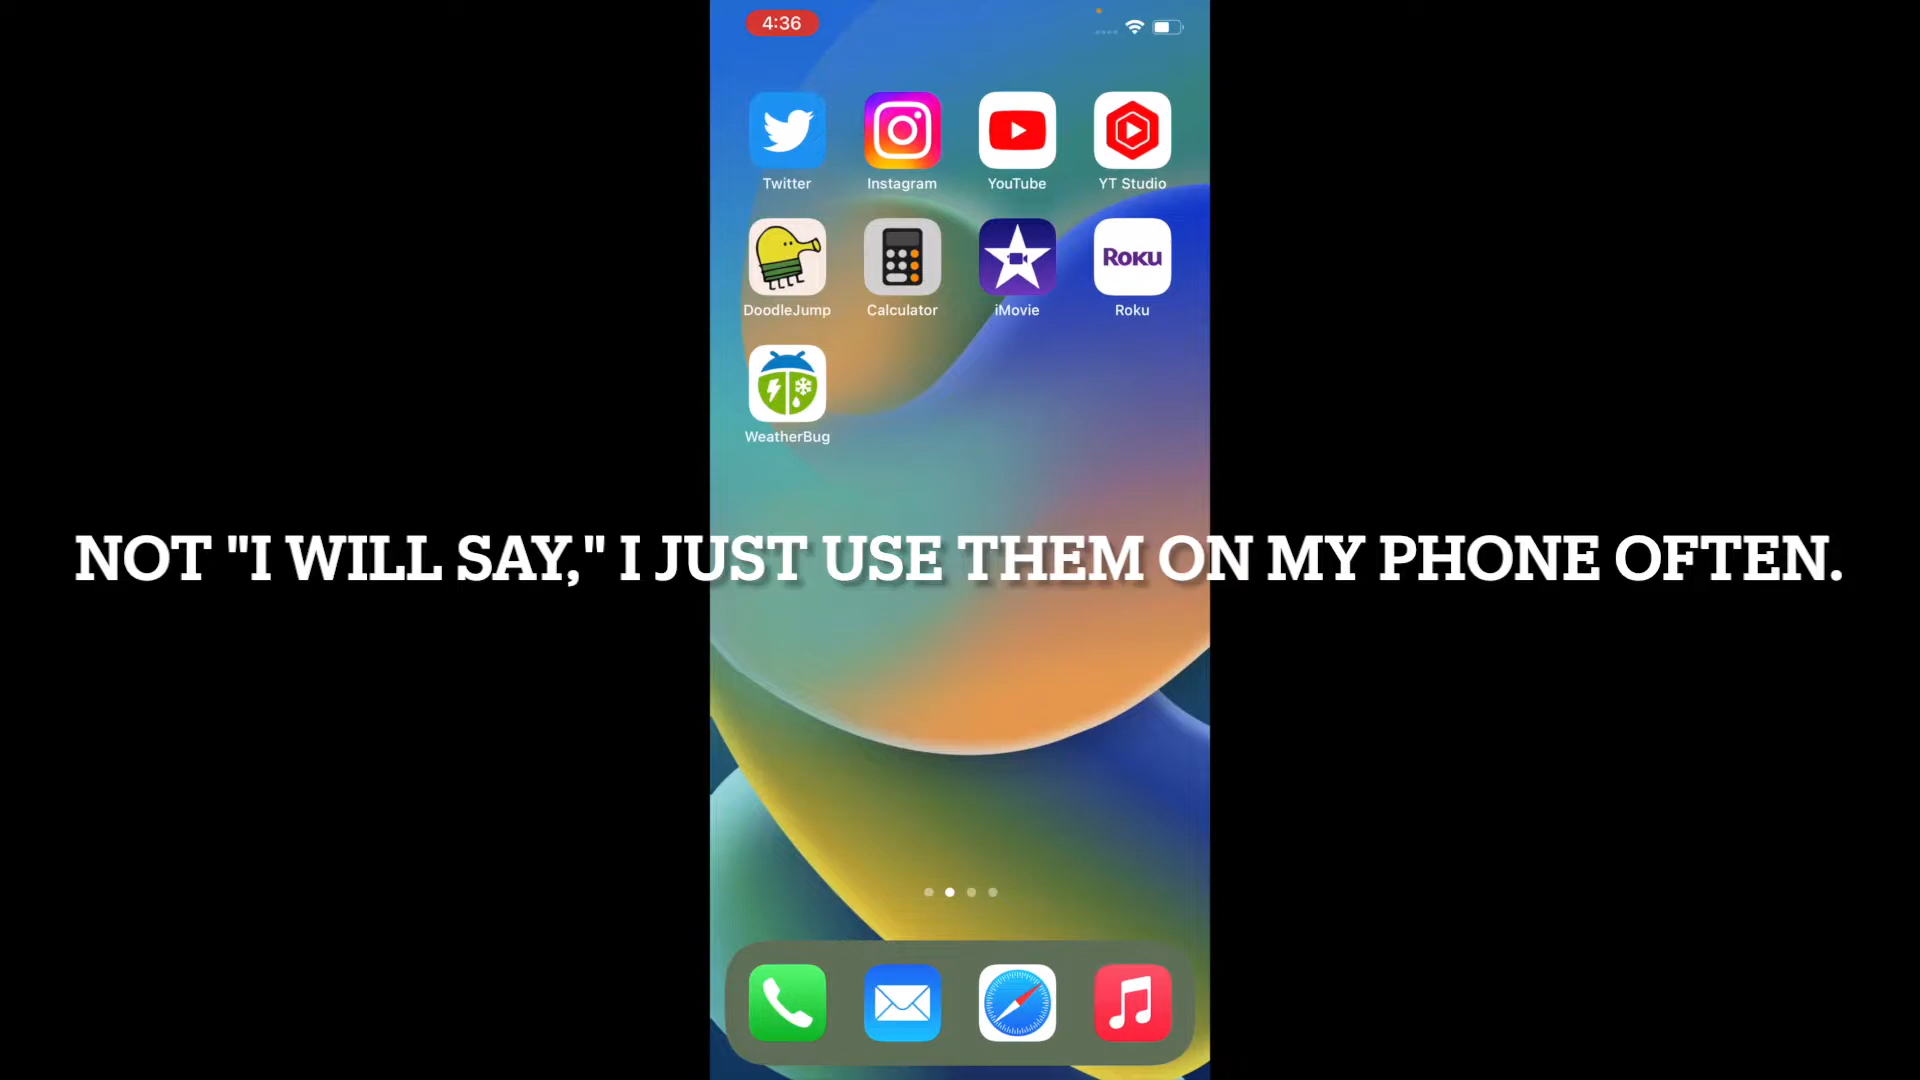 4:36
Twitter
Instagram
YouTube
YT Studio
DoodleJump
Calculator
iMovie
ROKU
Roku
WeatherBug
NOT "I WILL SAY," I JUST USE THEM ON MY PHONE OFTEN.